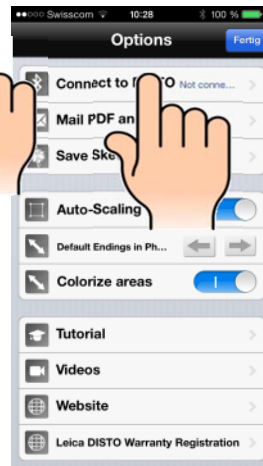 Swisscom 10:28 100 %
Options Fertig
Connect to TO Not conne...
Mail PDF an
Save Ske
Auto-Scaling
Default Endings in Ph...
Colorize areas
Tutorial
Videos
Website
Leica DISTO Warranty Registration